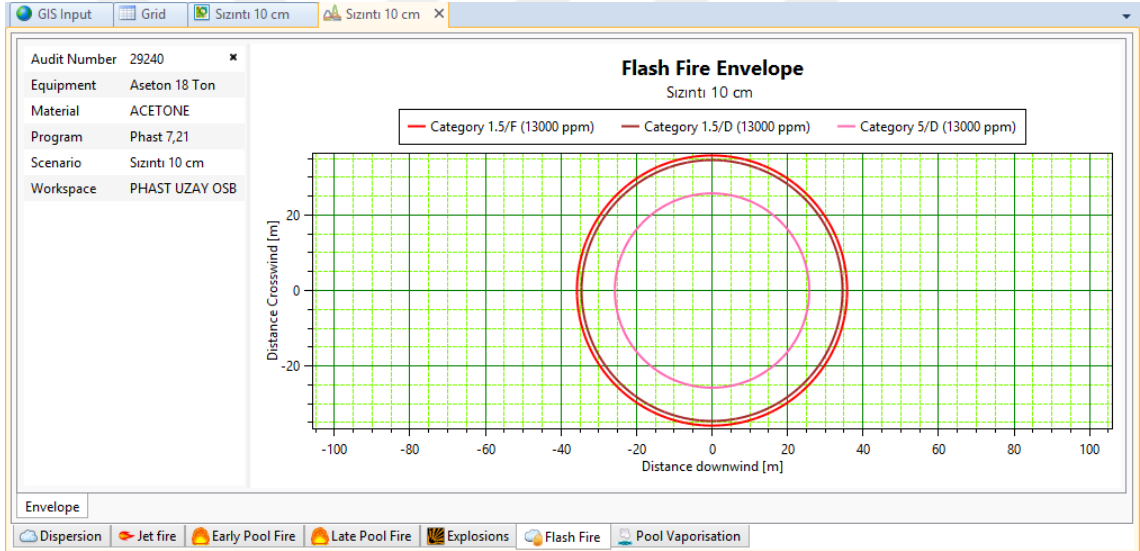 GIS Input Grid Sızıntı 10 cm Sızıntı 10 cm
Audit Number 29240
Equipment Aseton 18 Ton
Material ACETONE
Program Phast 7,21
Scenario Sızıntı 10 cm
Workspace PHAST UZAY OSB
Flash Fire Envelope
Sızıntı 10 cm
Category 1.5/F (13000 ppm) Category 1.5/D (13000 ppm) Category 5/D (13000 ppm)
Distance Crosswind [m]
20
0
-20
-100 -80 -60 -40 -20 0 20 40 60 80 100
Distance downwind [m]
Envelope
Dispersion Jet fire Early Pool Fire Late Pool Fire Explosions Flash Fire Pool Vaporisation